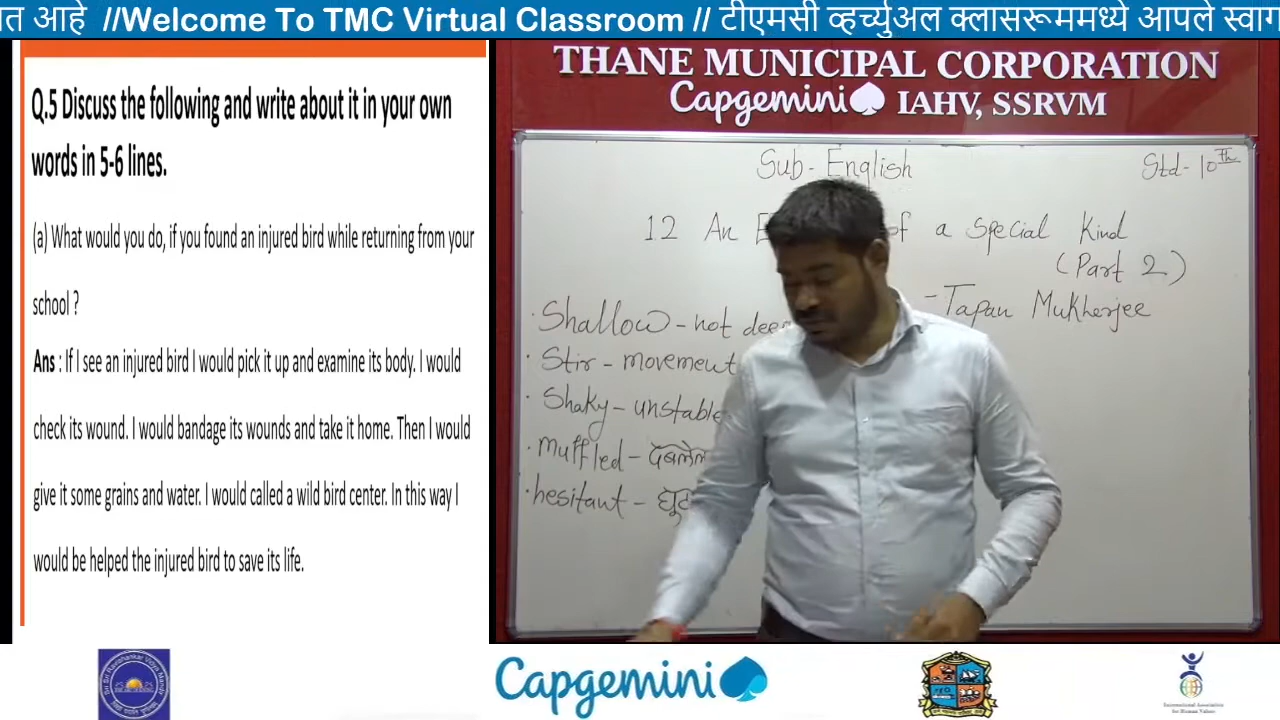 त आहे //Welcome To TMC Virtual Classroom // टीएमसी व्हर्च्युअल क्लासरूममध्ये आपले स्वाग
Q.5 Discuss the following and write about it in your own
words in 5-6 lines.
(a) What would you do, if you found an injured bird while returning from your
school ?
Ans : If I see an injured bird I would pick it up and examine its body. I would
check its wound. I would bandage its wounds and take it home. Then I would
give it some grains and water. I would called a wild bird center. In this way I
would be helped the injured bird to save its life.
THANE MUNICIPAL CORPORATION
Capgemini IAHV, SSRVM
Sub - English
Std - 10th
12 An of a special Kind
(Part 2)
- Tapan Mukherjee
· Shallow - not
· Stir - movement
· Shaky - unstable
· muffled -
· hesitant -
Capgemini
International Association
for Human Values